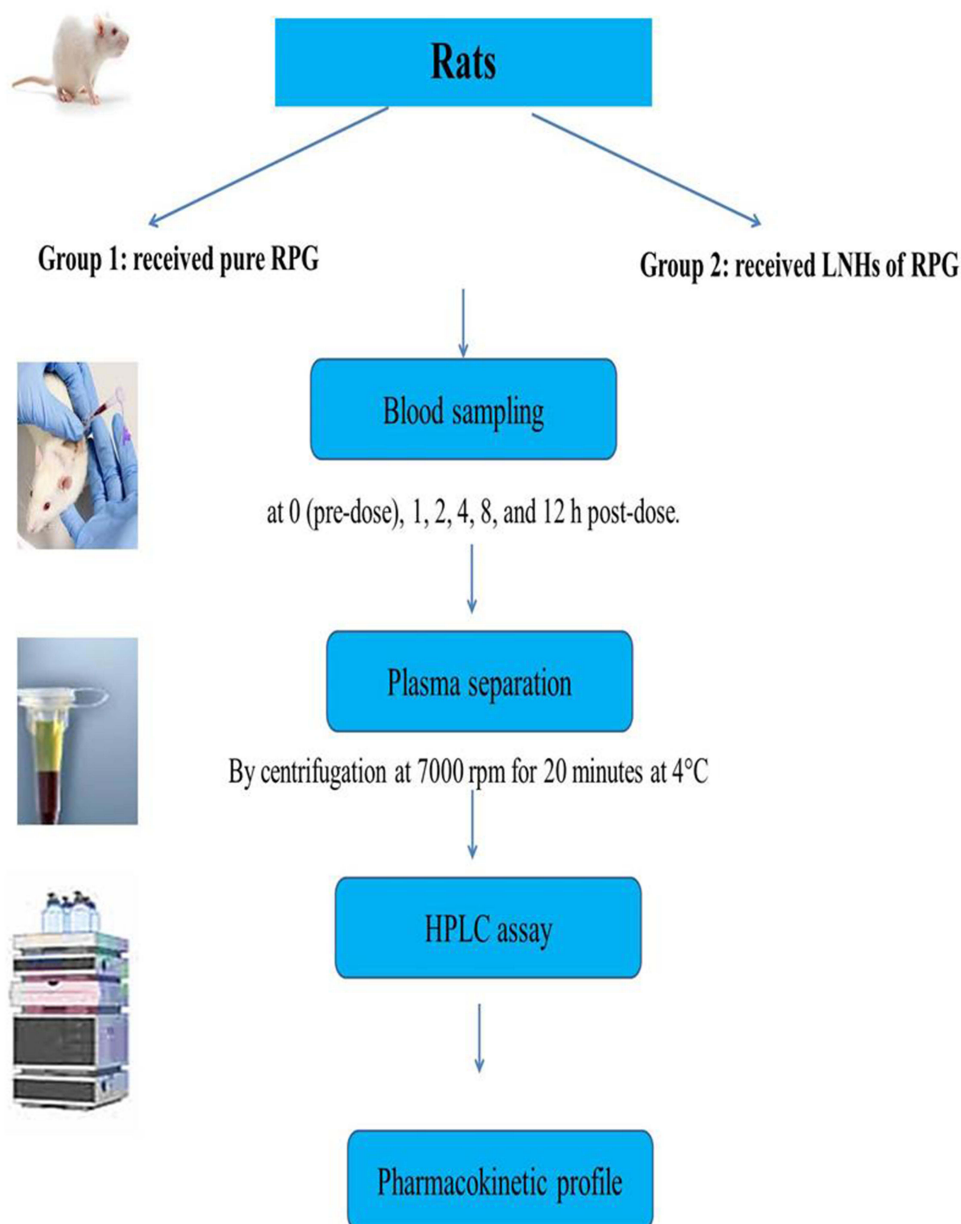 Rats
Group 1: received pure RPG
Group 2: received LNHs of RPG
Blood sampling
at 0 (pre-dose), 1, 2, 4, 8, and 12 h post-dose.
Plasma separation
By centrifugation at 7000 rpm for 20 minutes at 4°C
HPLC assay
Pharmacokinetic profile